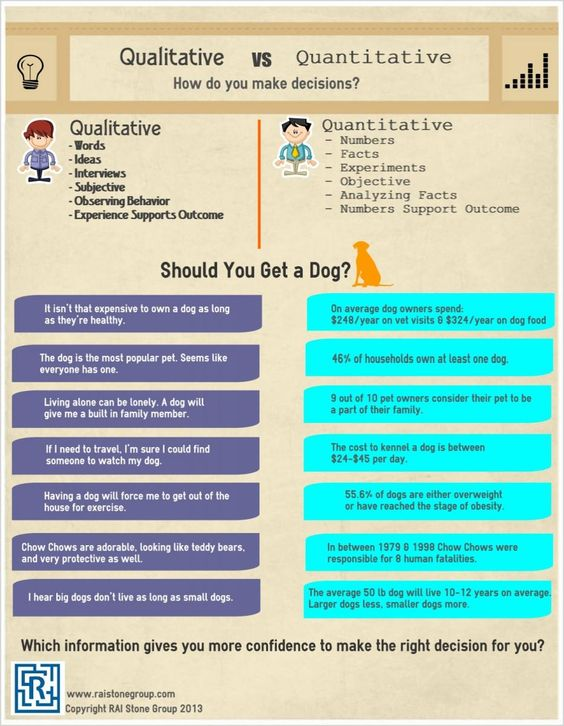 Qualitative vs Quantitative
How do you make decisions?
Qualitative
- Words
- Ideas
- Interviews
- Subjective
- Observing Behavior
- Experience Supports Outcome
Quantitative
- Numbers
- Facts
- Experiments
- Objective
- Analyzing Facts
- Numbers Support Outcome
Should You Get a Dog?
It isn't that expensive to own a dog as long
as they're healthy.
On average dog owners spend:
$248/year on vet visits & $324/year on dog food
The dog is the most popular pet. Seems like
everyone has one.
46% of households own at least one dog.
Living alone can be lonely. A dog will
give me a built in family member.
9 out of 10 pet owners consider their pet to be
a part of their family.
If I need to travel, I'm sure I could find
someone to watch my dog.
The cost to kennel a dog is between
$24-$45 per day.
Having a dog will force me to get out of the
house for exercise.
55.6% of dogs are either overweight
or have reached the stage of obesity.
Chow Chows are adorable, looking like teddy bears,
and very protective as well.
In between 1979 & 1998 Chow Chows were
responsible for 8 human fatalities.
I hear big dogs don't live as long as small dogs.
The average 50 lb dog will live 10-12 years on average.
Larger dogs less, smaller dogs more.
Which information gives you more confidence to make the right decision for you?
R
www.raistonegroup.com
Copyright RAI Stone Group 2013